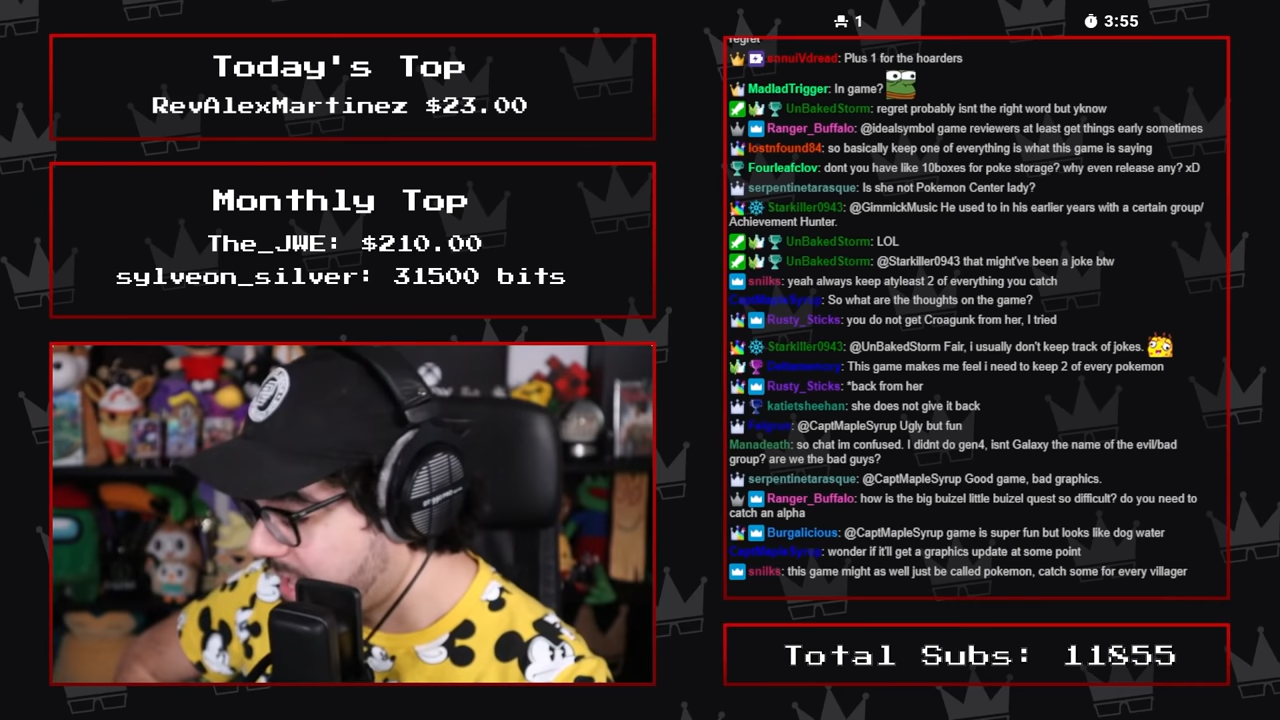 Today's Top
RevAlexMartinez $23.00
Monthly Top
The_JWE: $210.00
sylveon_silver: 31500 bits
1
3:55
regret
: Plus 1 for the hoarders
MadladTrigger: In game?
UnBakedStorm: regret probably isnt the right word but yknow
Ranger_Buffalo: @idealsymbol game reviewers at least get things early sometimes
lostnfound84: so basically keep one of everything is what this game is saying
Fourleafclov: dont you have like 10boxes for poke storage? why even release any? xD
serpentinetarasque: Is she not Pokemon Center lady?
Starkiller0943: @GimmickMusic He used to in his earlier years with a certain group/
Achievement Hunter.
UnBakedStorm: LOL
UnBakedStorm: @Starkiller0943 that might've been a joke btw
snilks: yeah always keep atyleast 2 of everything you catch
CaptMapleSyrup: So what are the thoughts on the game?
Rusty_Sticks: you do not get Croagunk from her, I tried
Starkiller0943: @UnBakedStorm Fair, i usually don't keep track of jokes.
: This game makes me feel i need to keep 2 of every pokemon
Rusty_Sticks: *back from her
katietsheehan: she does not give it back
: @CaptMapleSyrup Ugly but fun
Manadeath: so chat im confused. I didnt do gen4, isnt Galaxy the name of the evil/bad
group? are we the bad guys?
serpentinetarasque: @CaptMapleSyrup Good game, bad graphics.
Ranger_Buffalo: how is the big buizel little buizel quest so difficult? do you need to
catch an alpha
Burgalicious: @CaptMapleSyrup game is super fun but looks like dog water
CaptMapleSyrup: wonder if it'll get a graphics update at some point
snilks: this game might as well just be called pokemon, catch some for every villager
Total Subs: 11855